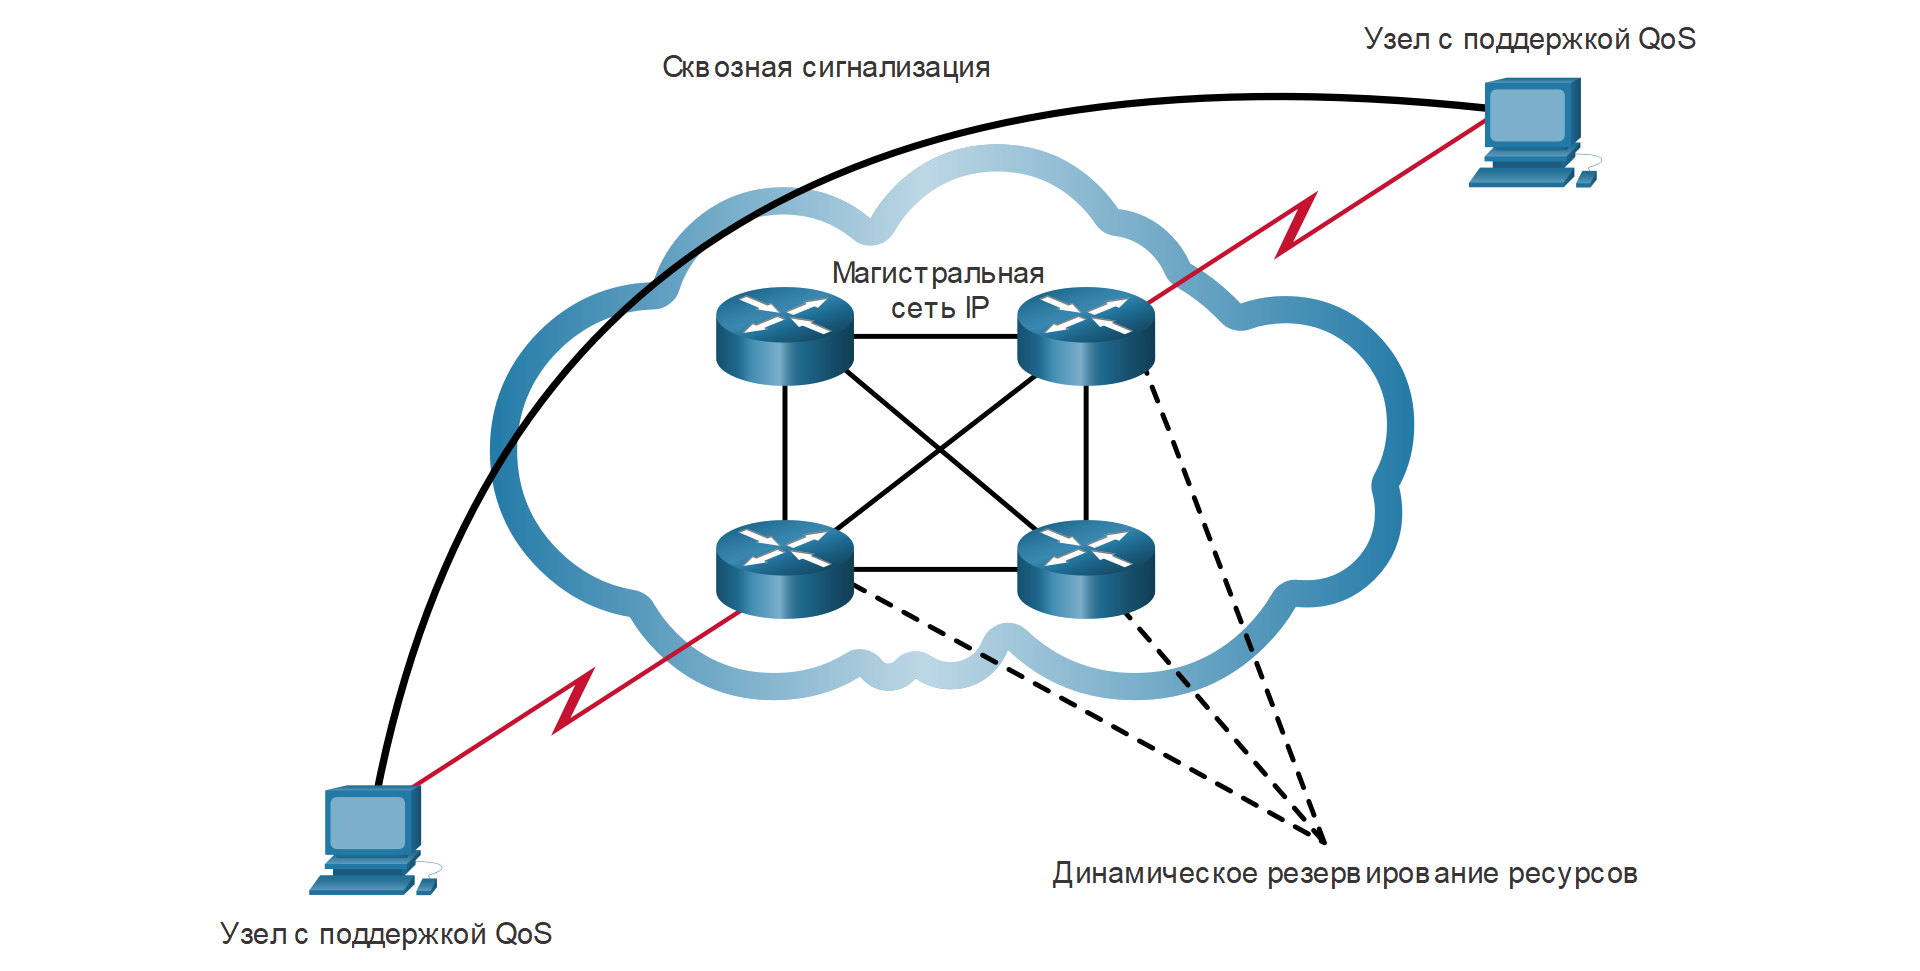 Узел с поддержкой QoS
Сквозная сигнализация
Магистральная
сеть IP
Динамическое резервирование ресурсов
Узел с поддержкой QoS